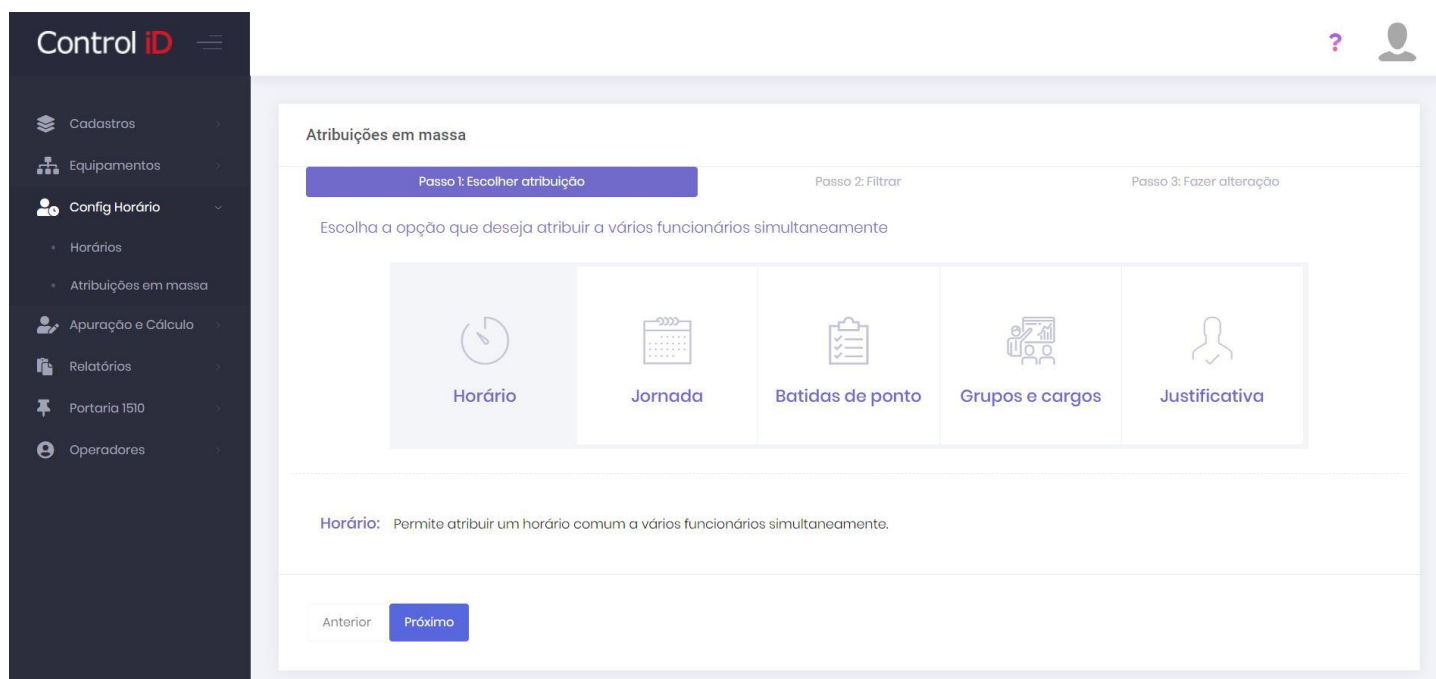 Control iD
?
Cadastros
Equipamentos
Config Horário
Horários
Atribuições em massa
Apuração e Cálculo
Relatórios
Portaria 1510
Operadores
Atribuições em massa
Passo 1: Escolher atribuição
Passo 2: Filtrar
Passo 3: Fazer alteração
Escolha a opção que deseja atribuir a vários funcionários simultaneamente
Horário
Jornada
Batidas de ponto
Grupos e cargos
Justificativa
Horário: Permite atribuir um horário comum a vários funcionários simultaneamente.
Anterior
Próximo